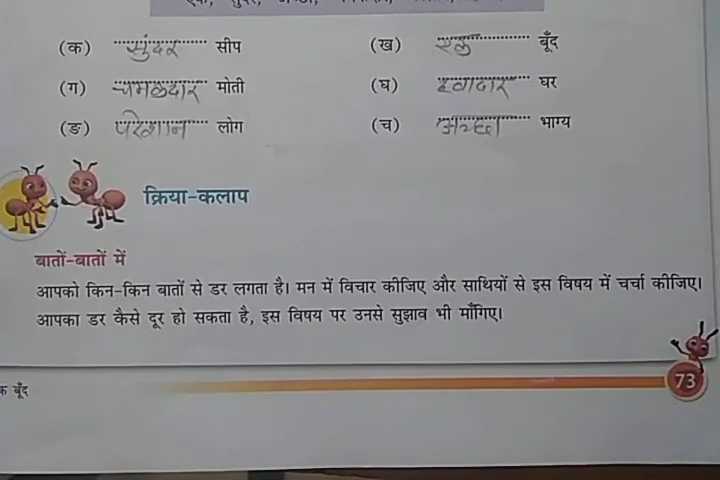 (क) सुंदर सीप (ख) एक बूँद
(ग) चमकदार मोती (घ) हवादार घर
(ङ) परेशान लोग (च) अच्छा भाग्य
क्रिया-कलाप
बातों-बातों में
आपको किन-किन बातों से डर लगता है। मन में विचार कीजिए और साथियों से इस विषय में चर्चा कीजिए।
आपका डर कैसे दूर हो सकता है, इस विषय पर उनसे सुझाव भी माँगिए।
क बूँद 73